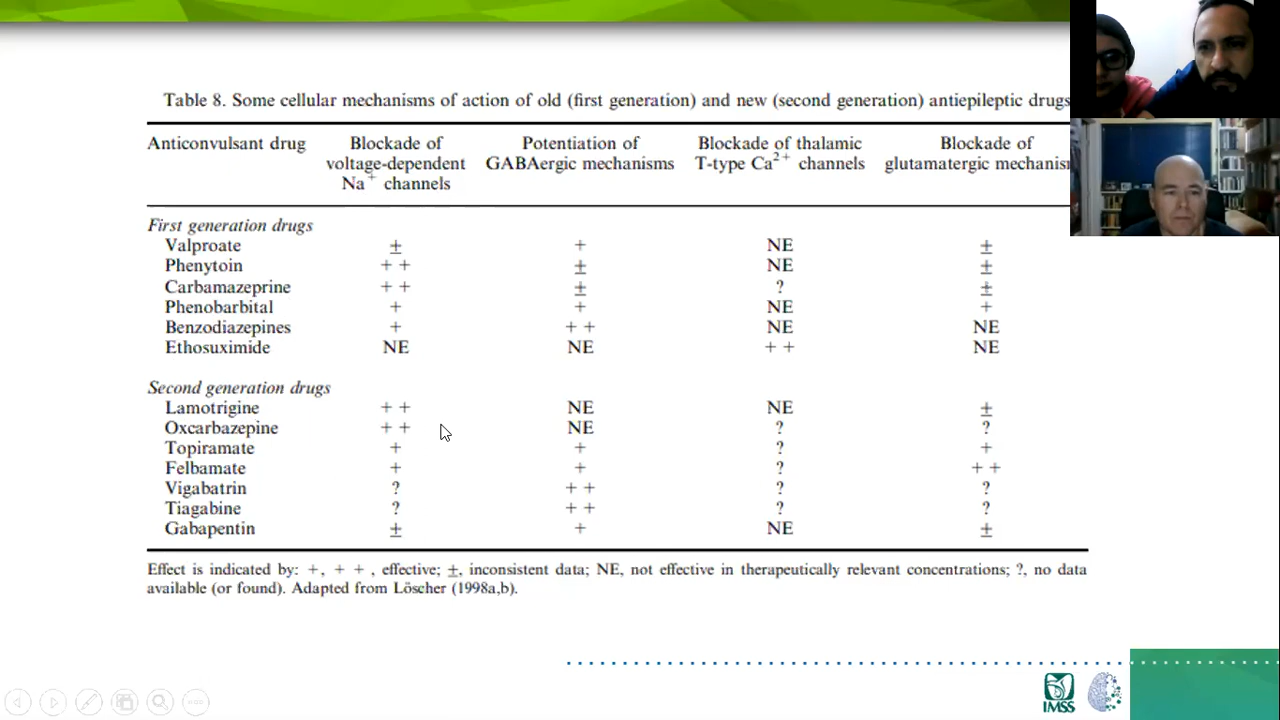 Table 8. Some cellular mechanisms of action of old (first generation) and new (second generation) antiepileptic drugs
Anticonvulsant drug Blockade of voltage-dependent Na+ channels Potentiation of GABAergic mechanisms Blockade of thalamic T-type Ca2+ channels Blockade of glutamatergic mechanism
First generation drugs
Valproate ± + NE ±
Phenytoin + + ± NE ±
Carbamazeprine + + ± ? ±
Phenobarbital + + NE +
Benzodiazepines + + + NE NE
Ethosuximide NE NE + + NE
Second generation drugs
Lamotrigine + + NE NE ±
Oxcarbazepine + + NE ? ?
Topiramate + + ? +
Felbamate + + ? + +
Vigabatrin ? + + ? ?
Tiagabine ? + + ? ?
Gabapentin ± + NE ±
Effect is indicated by: +, + + , effective; ±, inconsistent data; NE, not effective in therapeutically relevant concentrations; ?, no data
available (or found). Adapted from Löscher (1998a,b).
IMSS